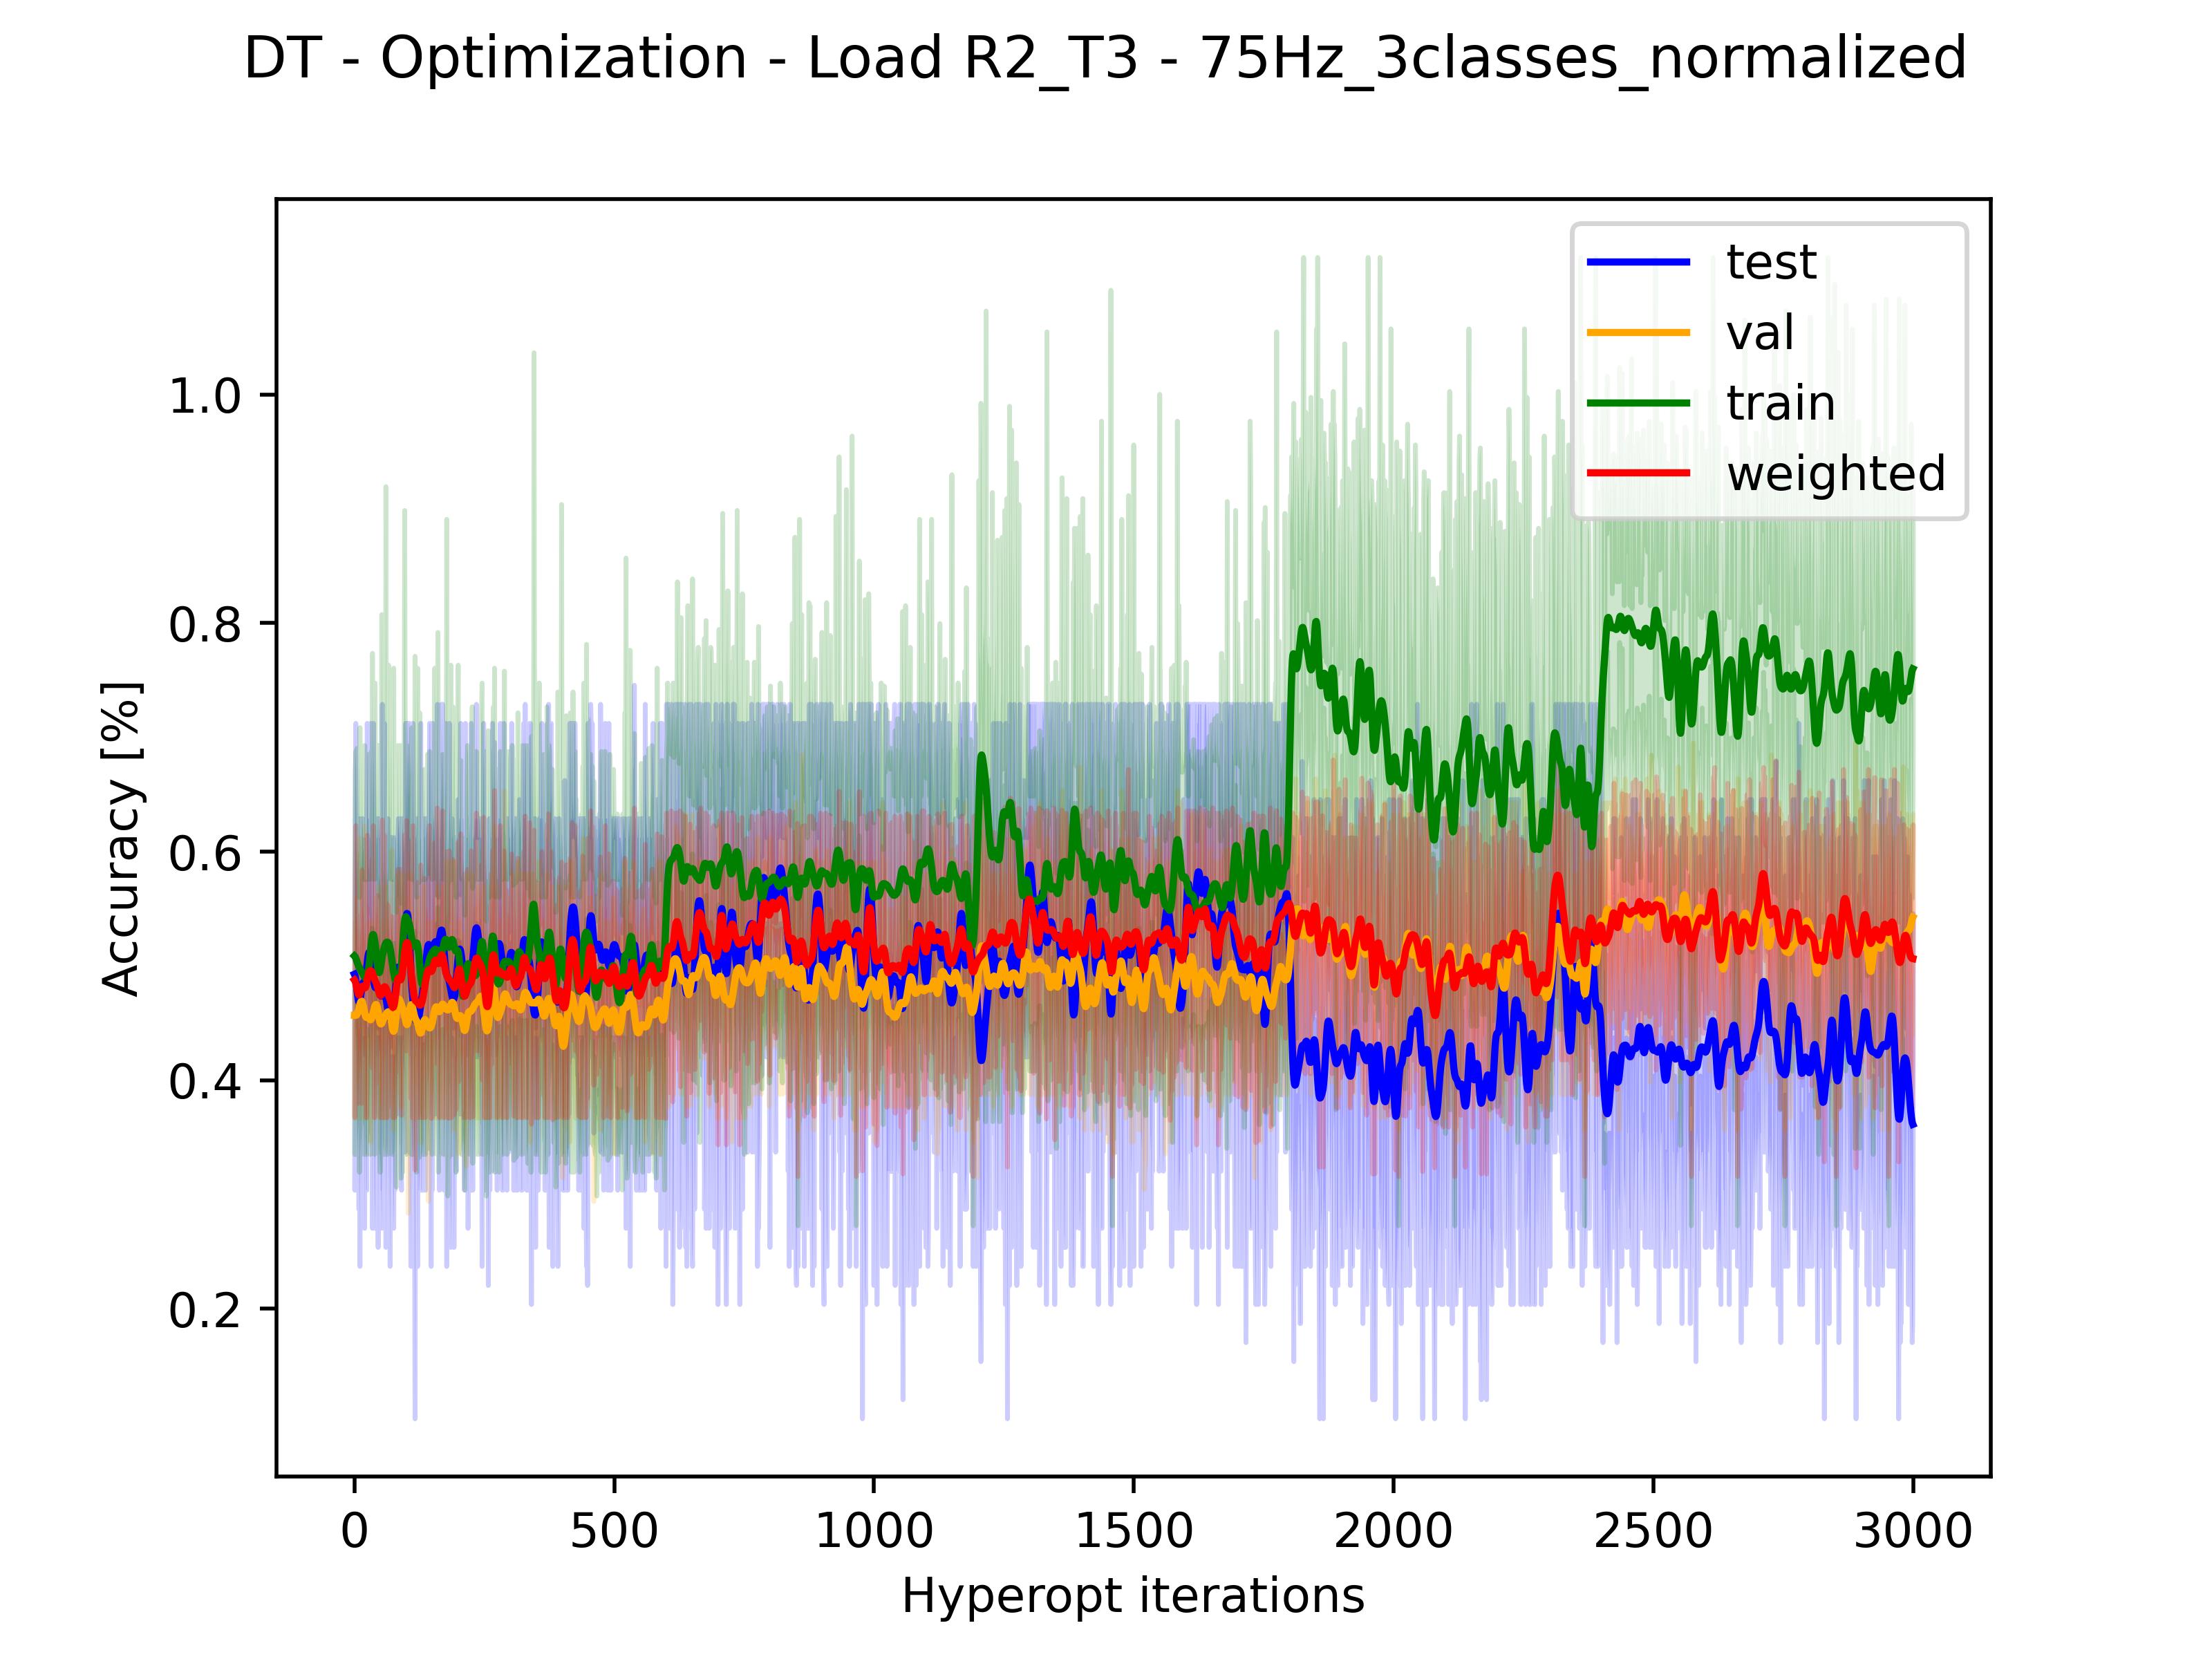 DT - Optimization - Load R2_T3 - 75Hz_3classes_normalized
test
val
train
weighted
Accuracy [%]
1.0
0.8
0.6
0.4
0.2
0
500
1000
1500
2000
2500
3000
Hyperopt iterations